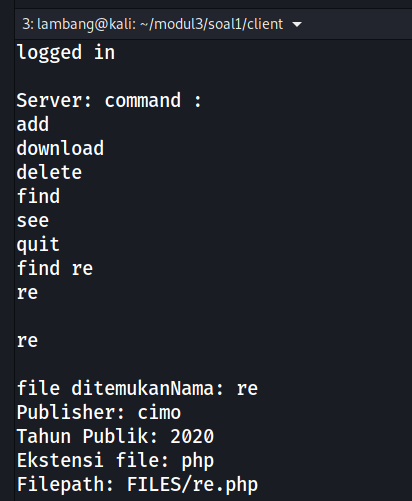 3: lambang@kali: ~/modul3/soal1/client
logged in
Server: command :
add
download
delete
find
see
quit
find re
re
re
file ditemukanNama: re
Publisher: cimo
Tahun Publik: 2020
Ekstensi file: php
Filepath: FILES/re.php